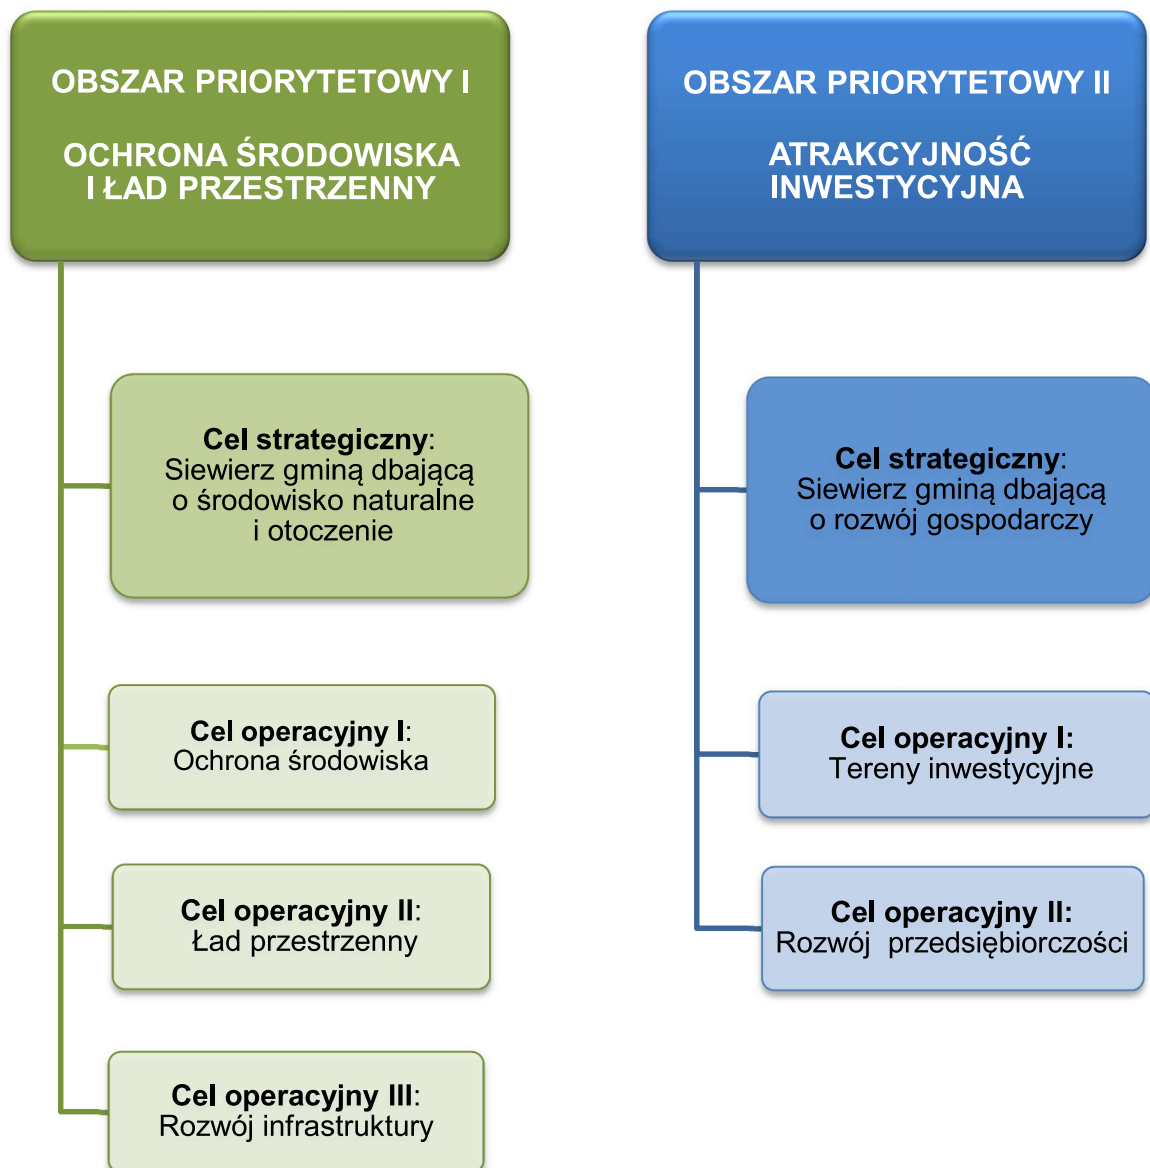 OBSZAR PRIORYTETOWY I
OCHRONA ŚRODOWISKA
I ŁAD PRZESTRZENNY
Cel strategiczny:
Siewierz gminą dbającą
o środowisko naturalne
i otoczenie
Cel operacyjny I:
Ochrona środowiska
Cel operacyjny II:
Ład przestrzenny
Cel operacyjny III:
Rozwój infrastruktury
OBSZAR PRIORYTETOWY II
ATRAKCYJNOŚĆ
INWESTYCYJNA
Cel strategiczny:
Siewierz gminą dbającą
o rozwój gospodarczy
Cel operacyjny I:
Tereny inwestycyjne
Cel operacyjny II:
Rozwój przedsiębiorczości